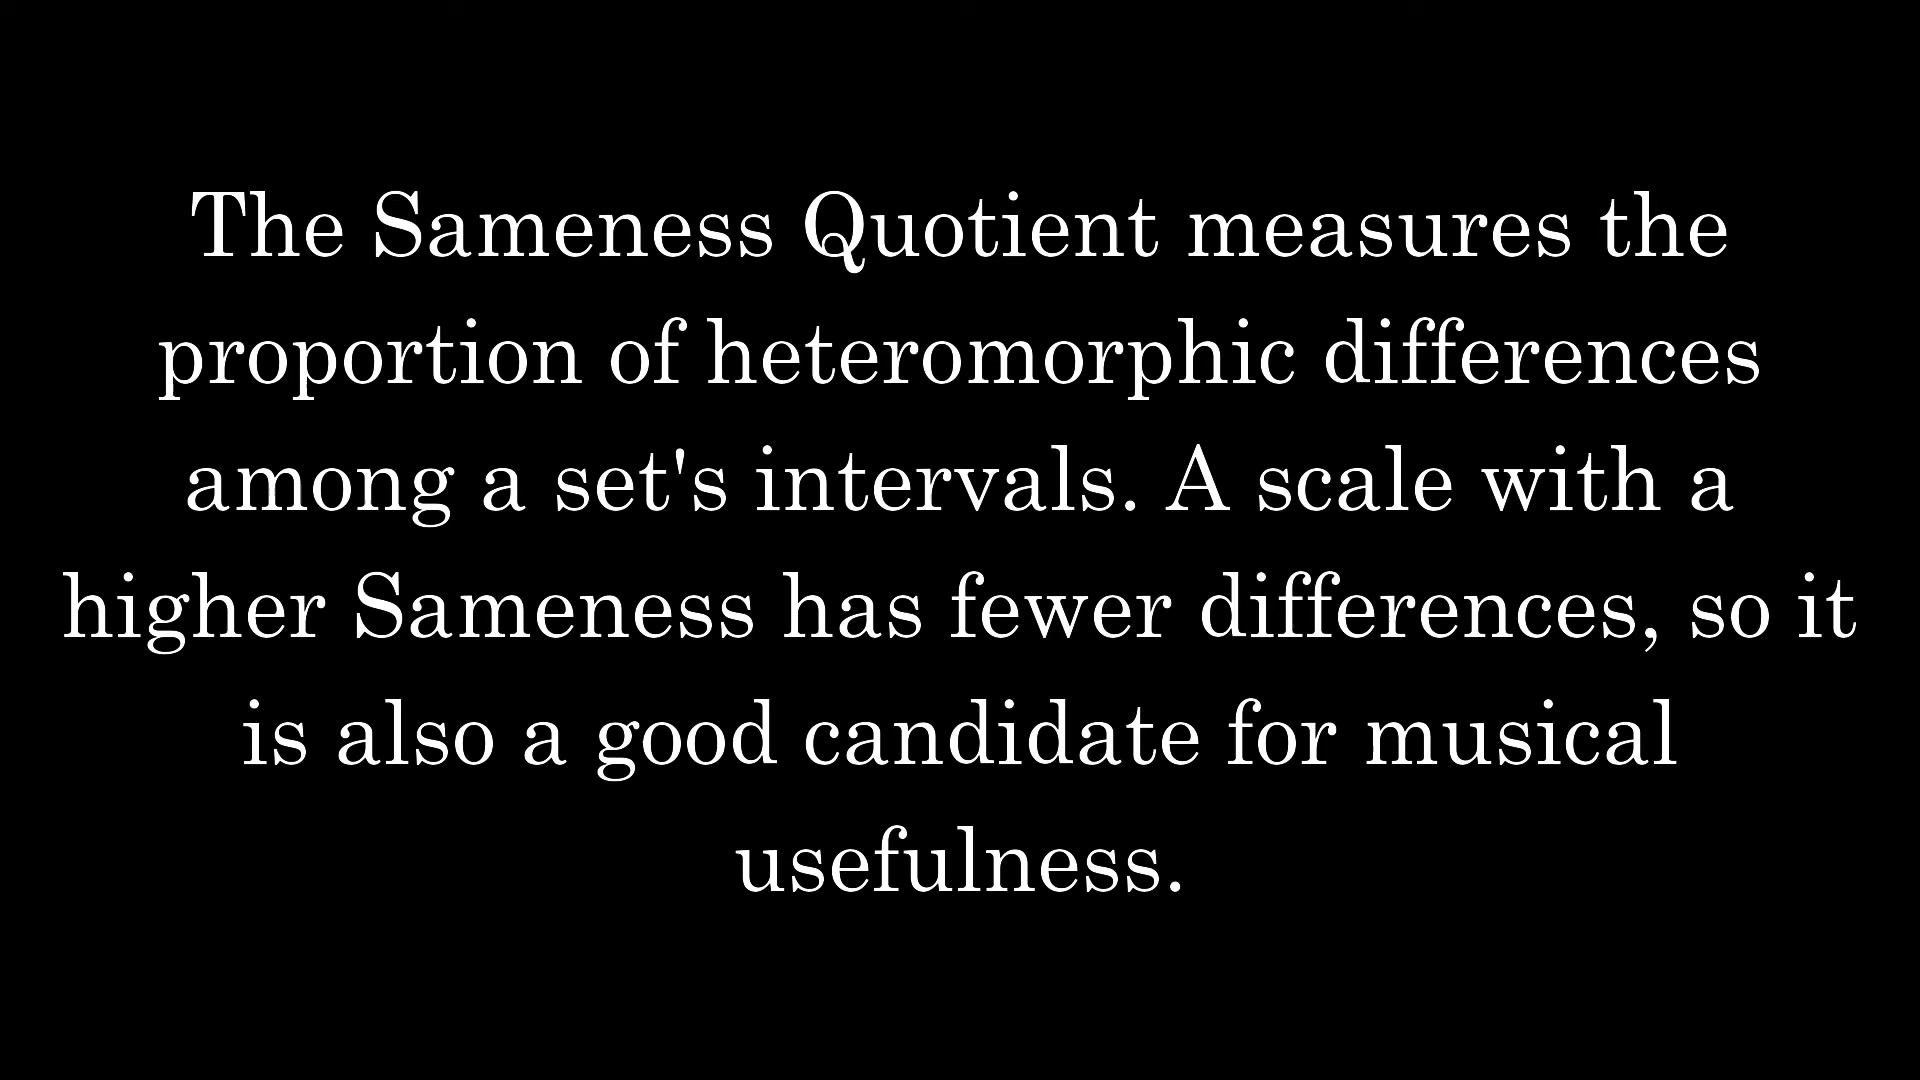 The Sameness Quotient measures the
proportion of heteromorphic differences
among a set's intervals. A scale with a
higher Sameness has fewer differences, so it
is also a good candidate for musical
usefulness.